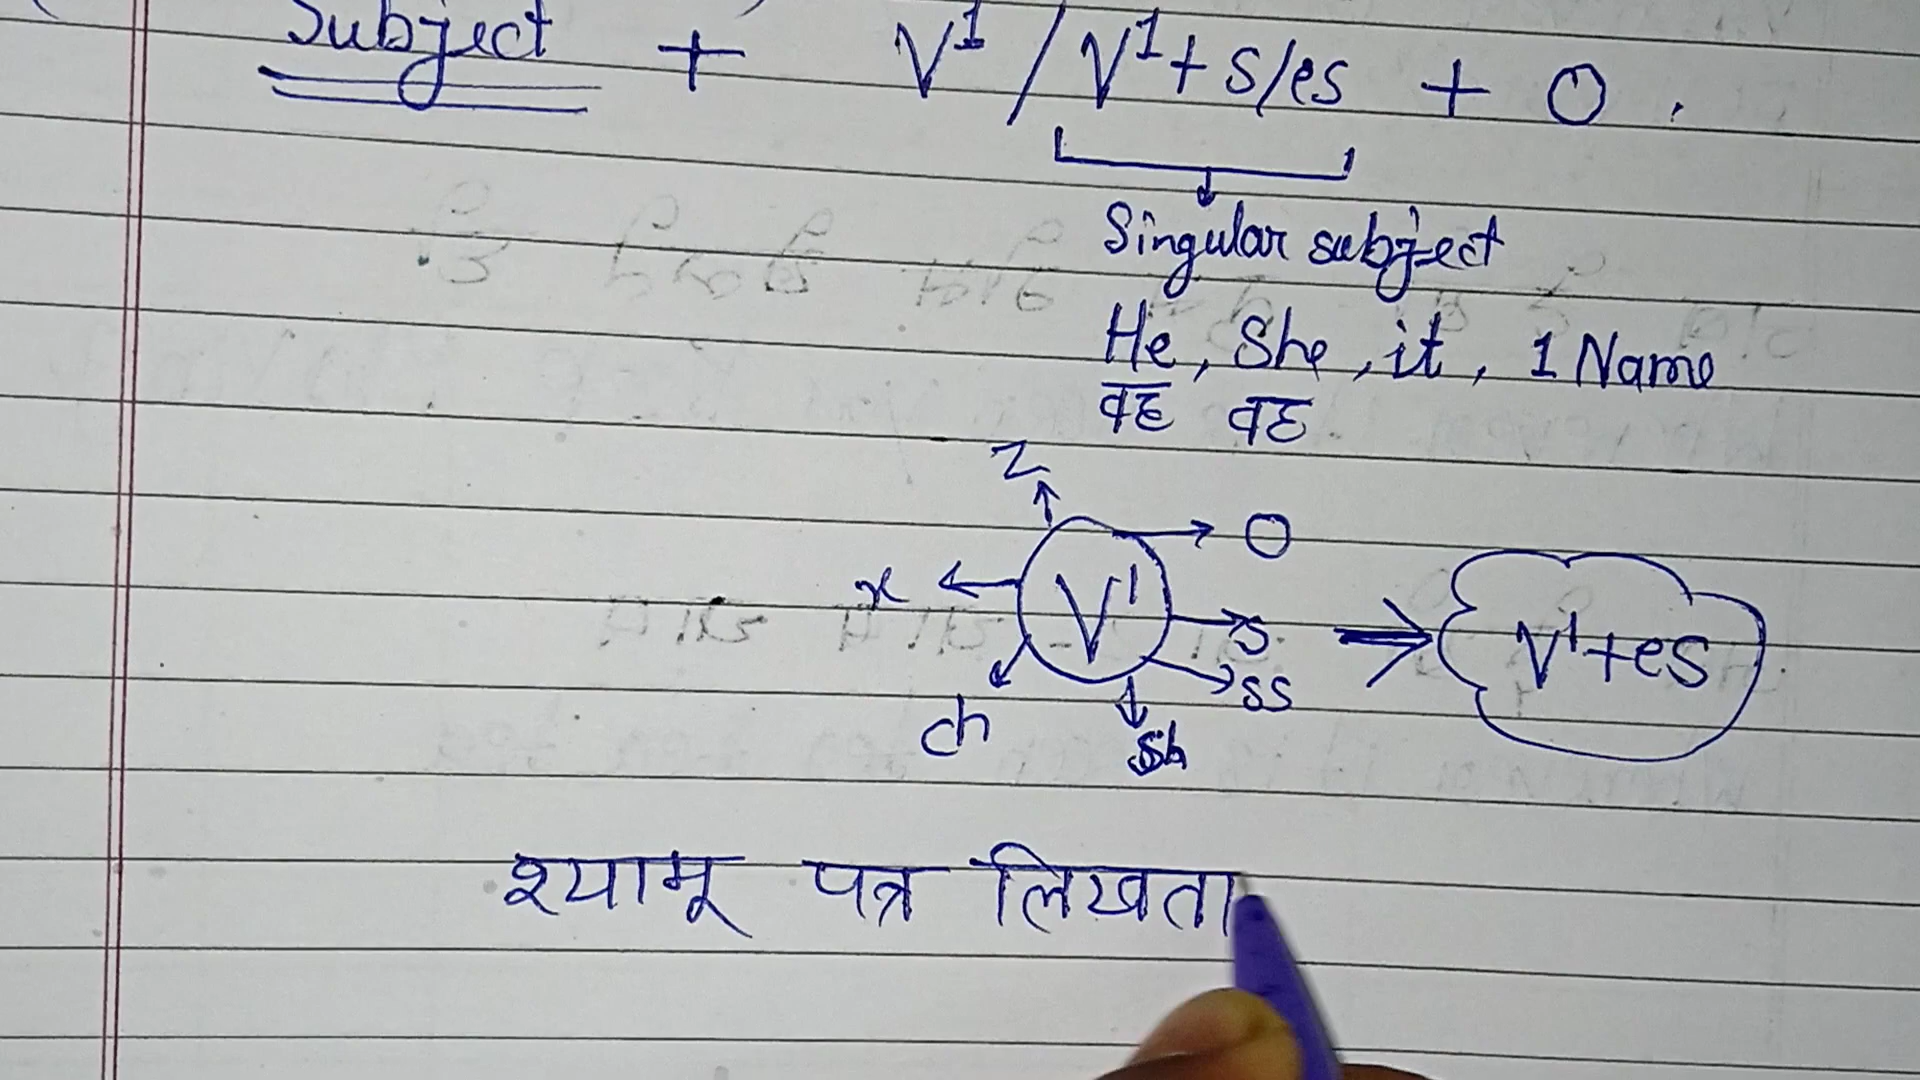 Subject + V¹ / V¹ + s/es + O .
Singular subject
He, She, it, 1 Name
वह वह
z
O
x
V¹
s
ss
sh
ch
V¹+es
श्यामू पत्र लिखता